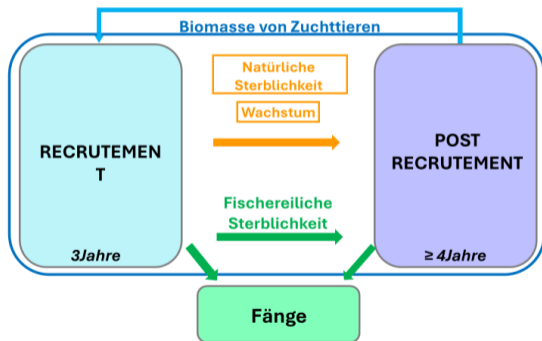 Biomasse von Zuchttieren
Natürliche
Sterblichkeit
Wachstum
RECRUTEMEN
T
POST
RECRUTEMENT
Fischereiliche
Sterblichkeit
3Jahre
≥ 4Jahre
Fänge